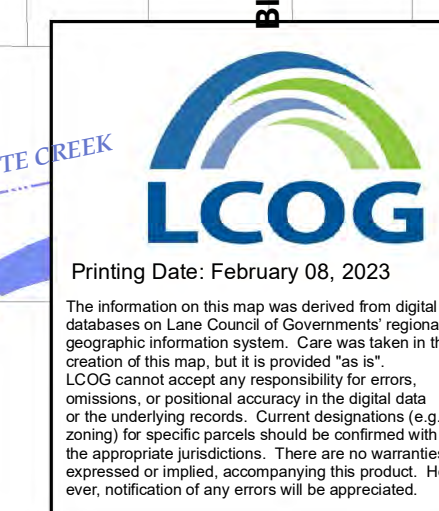 TE CREEK
LCOG
Printing Date: February 08, 2023
The information on this map was derived from digital
databases on Lane Council of Governments' regiona
geographic information system. Care was taken in th
creation of this map, but it is provided "as is".
LCOG cannot accept any responsibility for errors,
omissions, or positional accuracy in the digital data
or the underlying records. Current designations (e.g.
zoning) for specific parcels should be confirmed with
the appropriate jurisdictions. There are no warranties
expressed or implied, accompanying this product. Ho
ever, notification of any errors will be appreciated.